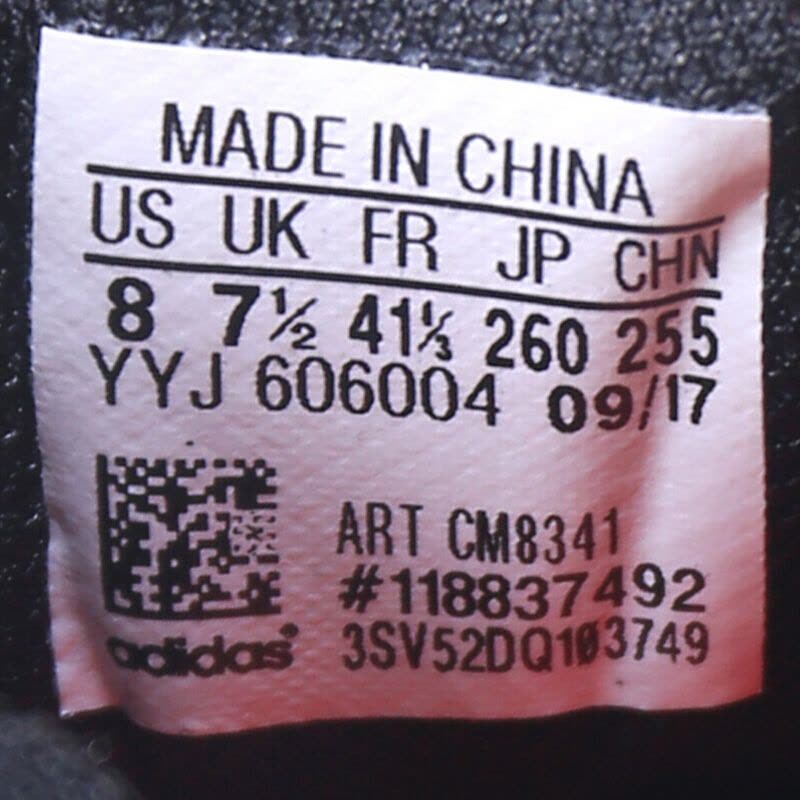 MADE IN CHINA
US UK FR JP CHN
8 7½ 41⅓ 260 255
YYJ 606004 09/17
ART CM8341
#118837492
adidas 3SV52DQ103749